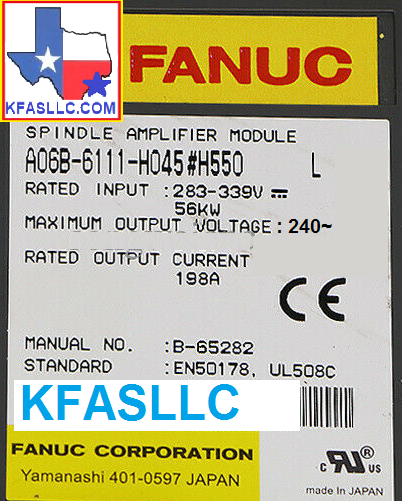 FANUC
KFASLLC.COM
SPINDLE AMPLIFIER MODULE
A06B-6111-H045#H550 L
RATED INPUT :283-339V ⎓
56KW
MAXIMUM OUTPUT VOLTAGE : 240~
RATED OUTPUT CURRENT
198A
CE
MANUAL NO. :B-65282
STANDARD :EN50178, UL508C
KFASLLC
FANUC CORPORATION
Yamanashi 401-0597 JAPAN
c RU ® US
made in JAPAN